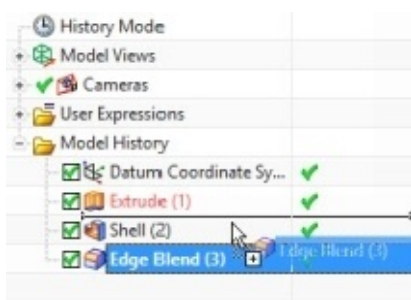 History Mode
Model Views
Cameras
User Expressions
Model History
Datum Coordinate Sy...
Extrude (1)
Shell (2)
Edge Blend (3) Edge Blend (3)